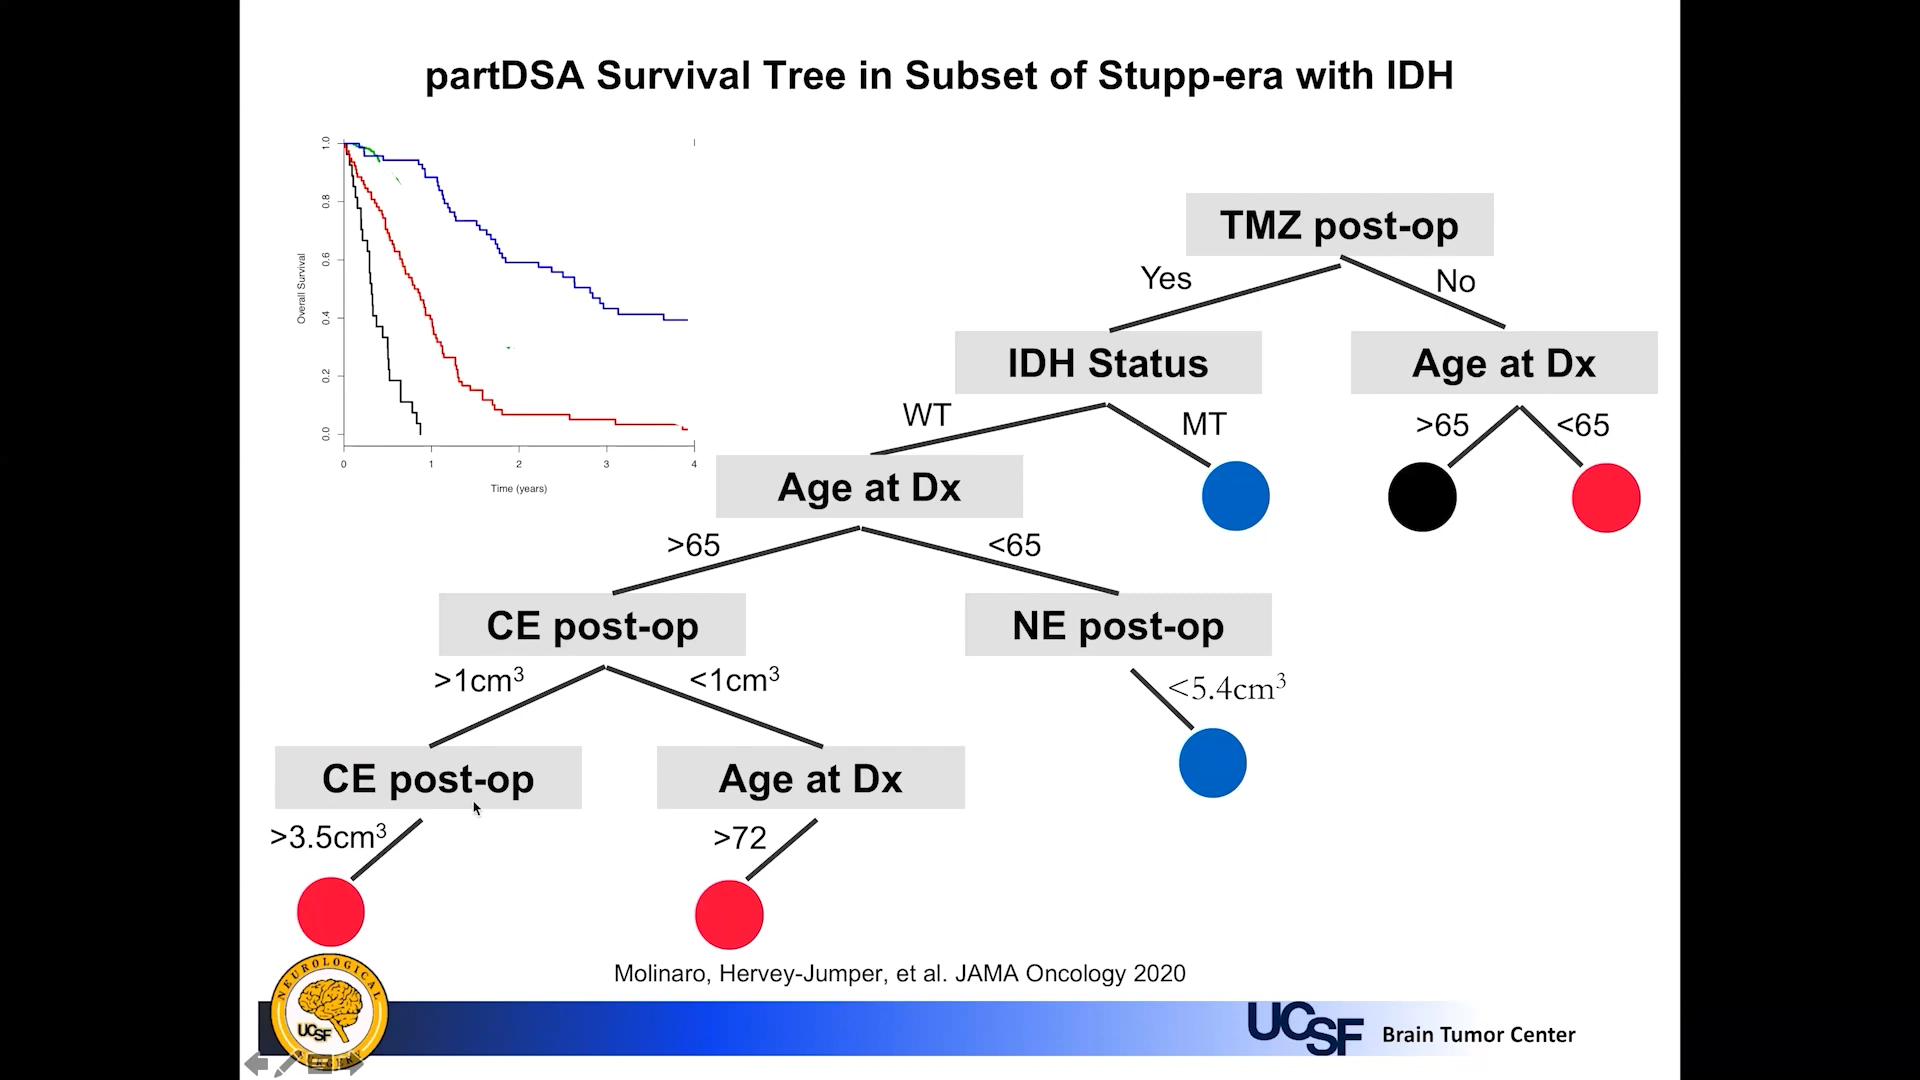 partDSA Survival Tree in Subset of Stupp-era with IDH
1.0
0.8
0.6
0.4
0.2
0.0
Overall Survival
0 1 2 3 4
Time (years)
TMZ post-op
Yes
No
IDH Status
Age at Dx
WT
MT
>65
<65
Age at Dx
>65
<65
CE post-op
NE post-op
>1cm³
<1cm³
<5.4cm³
CE post-op
Age at Dx
>3.5cm³
>72
Molinaro, Hervey-Jumper, et al. JAMA Oncology 2020
NEUROLOGICAL
UCSF
SURGERY
UCSF
Brain Tumor Center